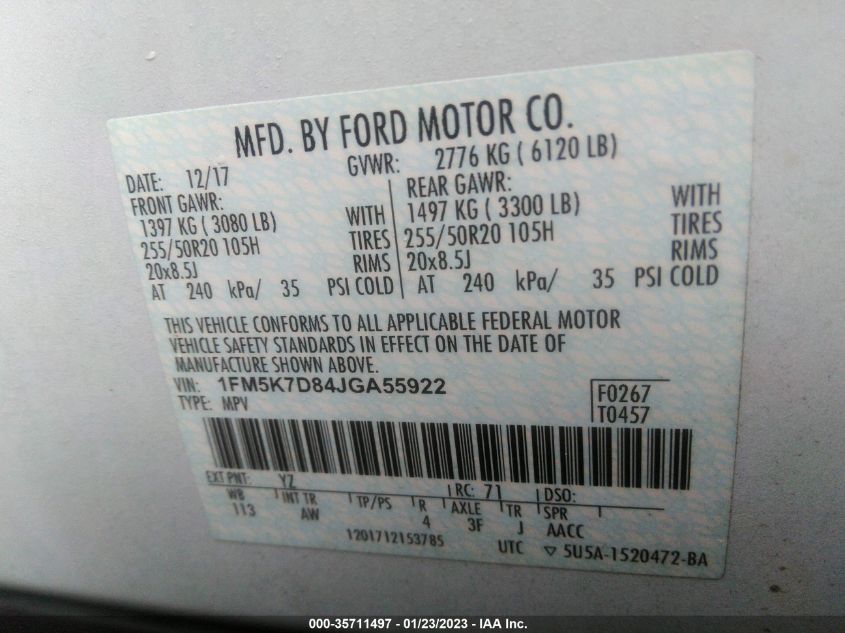 MFD. BY FORD MOTOR CO.
DATE: 12/17 GVWR: 2776 KG ( 6120 LB)
FRONT GAWR: REAR GAWR:
1397 KG ( 3080 LB) WITH 1497 KG ( 3300 LB) WITH
255/50R20 105H TIRES 255/50R20 105H TIRES
20x8.5J RIMS 20x8.5J RIMS
AT 240 kPa/ 35 PSI COLD AT 240 kPa/ 35 PSI COLD
THIS VEHICLE CONFORMS TO ALL APPLICABLE FEDERAL MOTOR
VEHICLE SAFETY STANDARDS IN EFFECT ON THE DATE OF
MANUFACTURE SHOWN ABOVE.
VIN: 1FM5K7D84JGA55922 F0267
TYPE: MPV T0457
EXT PNT: YZ RC: 71 DSO:
WB INT TR TP/PS R AXLE TR SPR
113 AW 4 3F J AACC
1201712153785 UTC ▽ 5U5A-1520472-BA
000-35711497 - 01/23/2023 - IAA Inc.